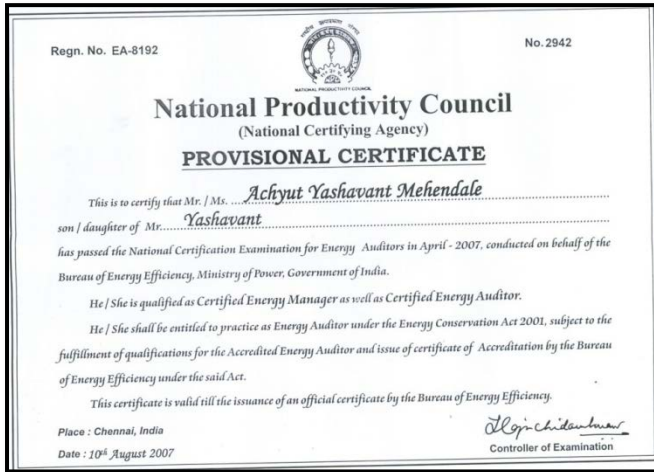 Regn. No. EA-8192
No. 2942
NATIONAL PRODUCTIVITY COUNCIL
National Productivity Council
(National Certifying Agency)
PROVISIONAL CERTIFICATE
This is to certify that Mr. / Ms. Achyut Yashavant Mehendale
son / daughter of Mr. Yashavant
has passed the National Certification Examination for Energy Auditors in April - 2007, conducted on behalf of the
Bureau of Energy Efficiency, Ministry of Power, Government of India.
He / She is qualified as Certified Energy Manager as well as Certified Energy Auditor.
He / She shall be entitled to practice as Energy Auditor under the Energy Conservation Act 2001, subject to the
fulfillment of qualifications for the Accredited Energy Auditor and issue of certificate of Accreditation by the Bureau
of Energy Efficiency under the said Act.
This certificate is valid till the issuance of an official certificate by the Bureau of Energy Efficiency.
Place : Chennai, India
Date : 10th August 2007
Controller of Examination